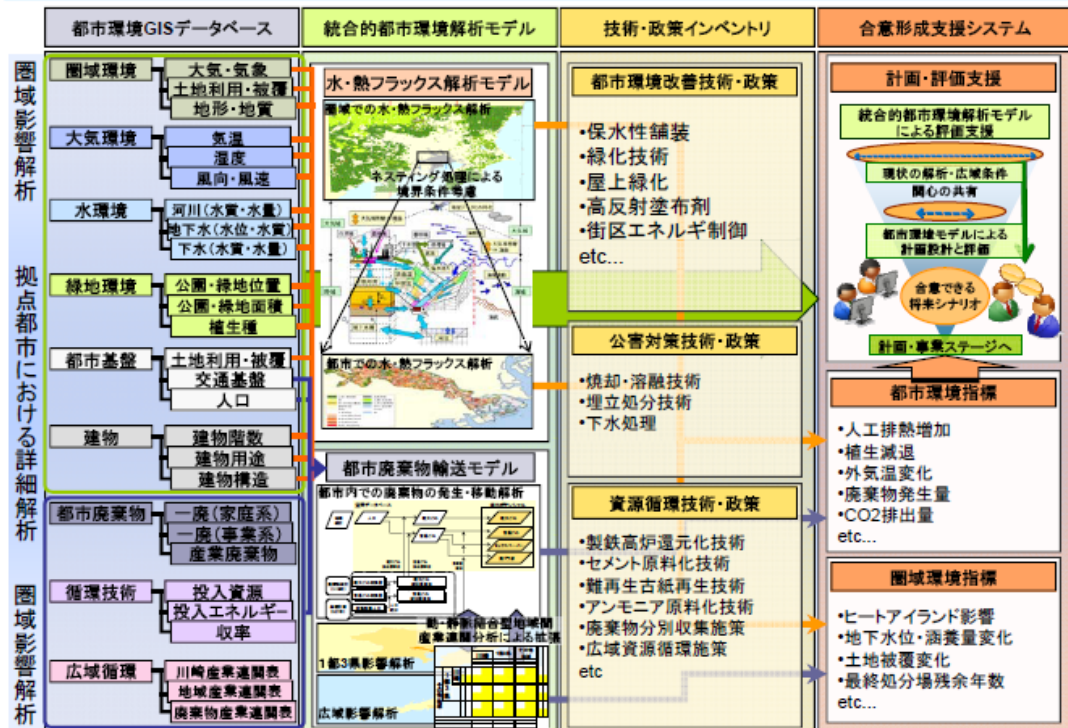 都市環境GISデータベース
統合的都市環境解析モデル
技術・政策インベントリ
合意形成支援システム
圏域影響解析
拠点都市における詳細解析
圏域影響解析
圏域環境
大気・気象
土地利用・被覆
地形・地質
大気環境
気温
湿度
風向・風速
水環境
河川(水質・水量)
地下水(水位・水質)
下水(水質・水量)
緑地環境
公園・緑地位置
公園・緑地面積
植生種
都市基盤
土地利用・被覆
交通基盤
人口
建物
建物階数
建物用途
建物構造
都市廃棄物
一廃(家庭系)
一廃(事業系)
産業廃棄物
循環技術
投入資源
投入エネルギー
収率
広域循環
川崎産業連関表
地域産業連関表
廃棄物産業連関表
水・熱フラックス解析モデル
圏域での水・熱フラックス解析
ネスティング処理による
境界条件考慮
都市での水・熱フラックス解析
都市廃棄物輸送モデル
都市内での廃棄物の発生・移動解析
動・静脈結合型地域間
産業連関分析による拡張
1都3県影響解析
広域影響解析
都市環境改善技術・政策
•保水性舗装
•緑化技術
•屋上緑化
•高反射塗布剤
•街区エネルギ制御
etc...
公害対策技術・政策
•焼却・溶融技術
•埋立処分技術
•下水処理
資源循環技術・政策
•製鉄高炉還元化技術
•セメント原料化技術
•難再生古紙再生技術
•アンモニア原料化技術
•廃棄物分別収集施策
•広域資源循環施策
etc
計画・評価支援
統合的都市環境解析モデル
による評価支援
現状の解析・広域条件
関心の共有
都市環境モデルによる
計画設計と評価
合意できる
将来シナリオ
計画・事業ステージへ
都市環境指標
•人工排熱増加
•植生減退
•外気温変化
•廃棄物発生量
•CO2排出量
etc...
圏域環境指標
•ヒートアイランド影響
•地下水位・涵養量変化
•土地被覆変化
•最終処分場残余年数
etc...